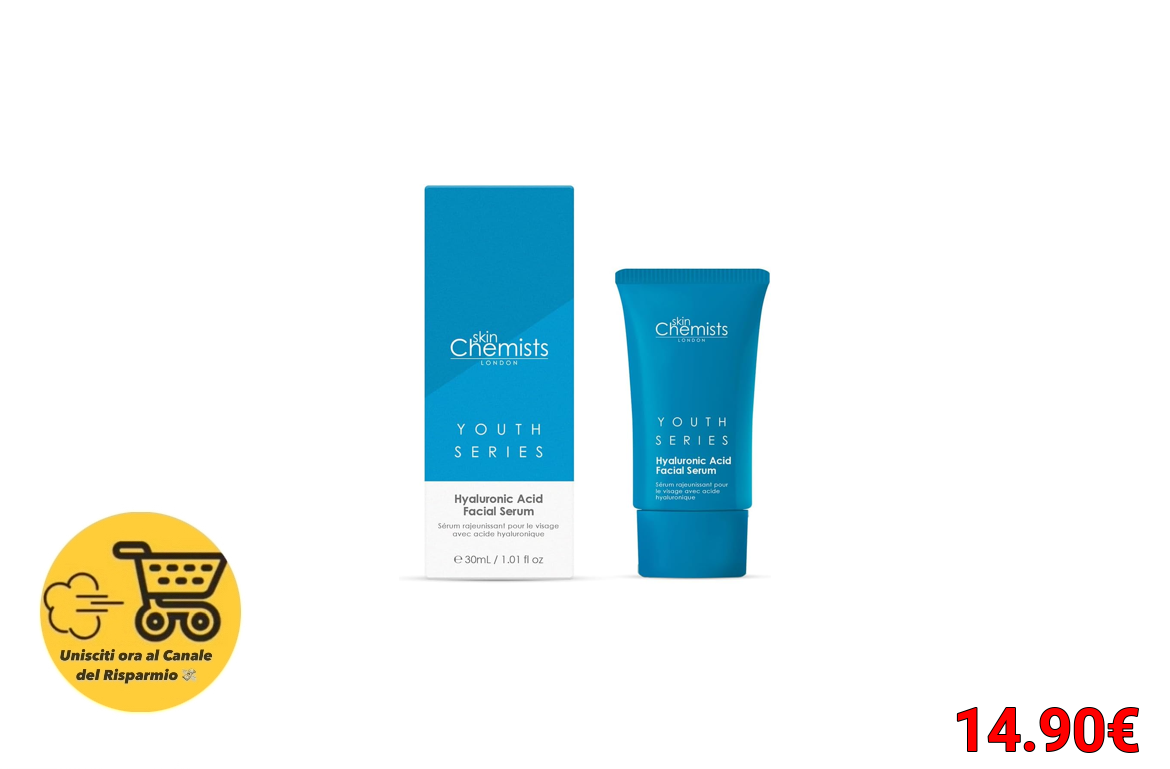 skin
Chemists
LONDON
YOUTH
SERIES
Hyaluronic Acid
Facial Serum
Sérum rajeunissant pour le visage
avec acide hyaluronique
℮ 30mL / 1.01 fl oz
skin
Chemists
LONDON
YOUTH
SERIES
Hyaluronic Acid
Facial Serum
Sérum rajeunissant pour
le visage avec acide
hyaluronique
Unisciti ora al Canale
del Risparmio 💸
14.90€